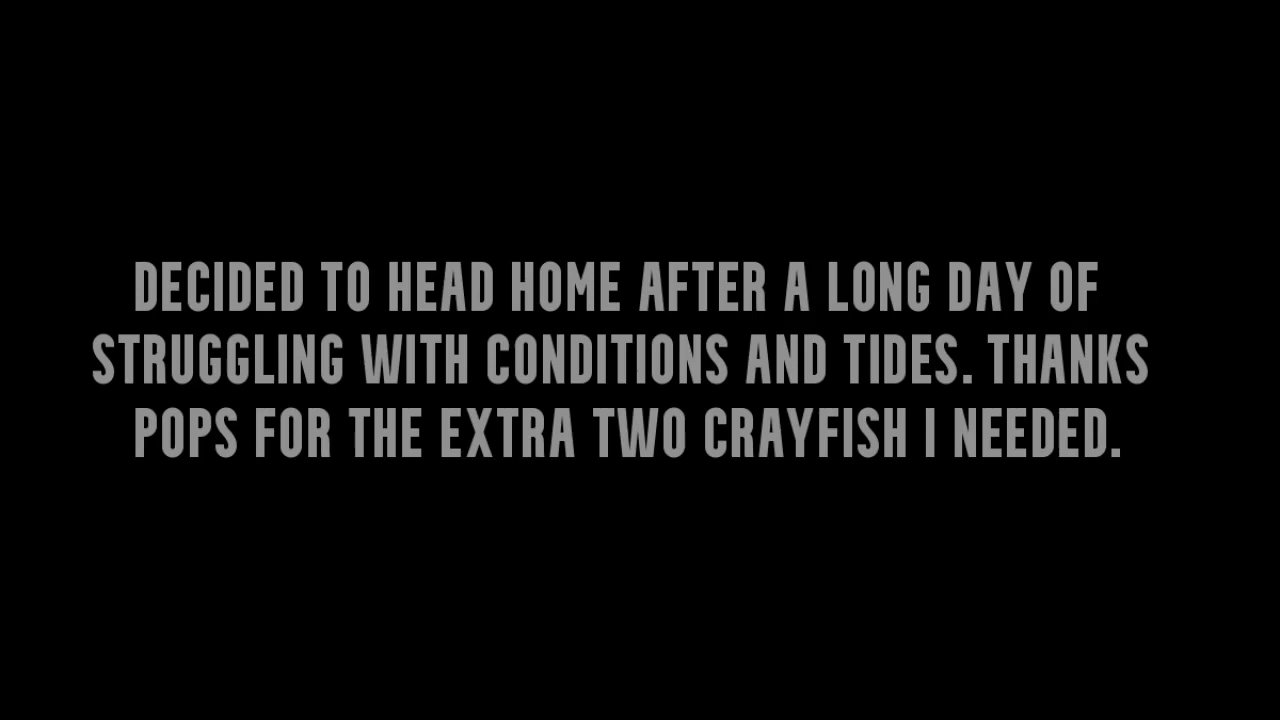 DECIDED TO HEAD HOME AFTER A LONG DAY OF
STRUGGLING WITH CONDITIONS AND TIDES. THANKS
POPS FOR THE EXTRA TWO CRAYFISH I NEEDED.